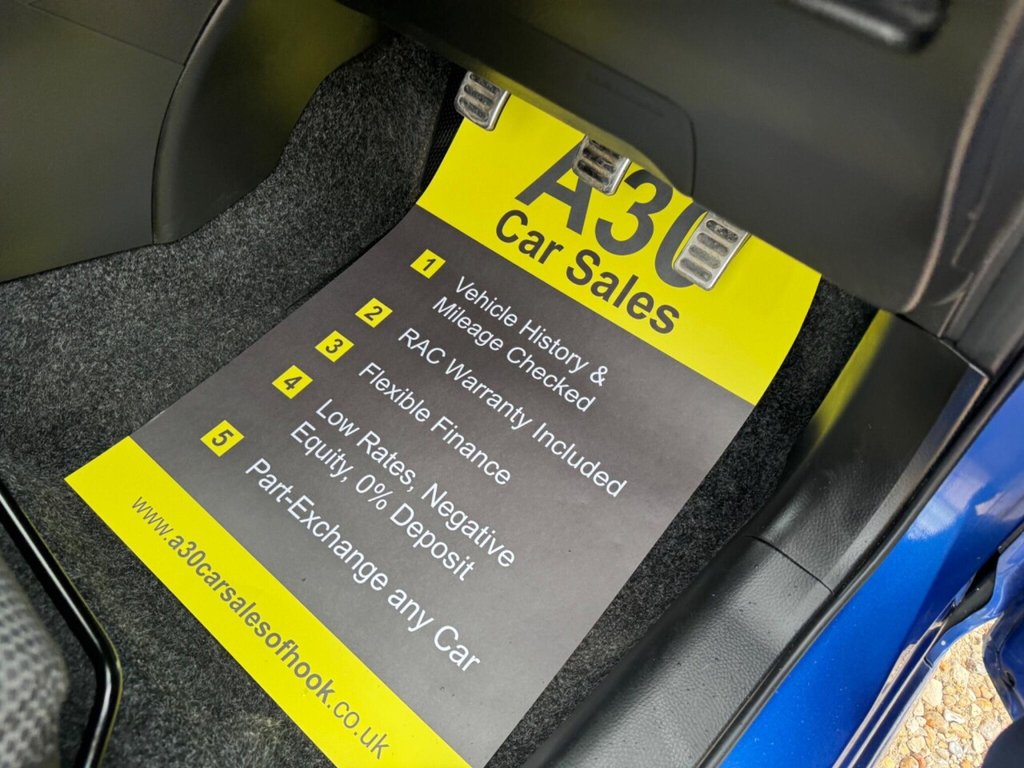 A30
Car Sales
1 Vehicle History &
Mileage Checked
2 RAC Warranty Included
3 Flexible Finance
4 Low Rates, Negative
Equity, 0% Deposit
5 Part-Exchange any Car
www.a30carsalesofhook.co.uk